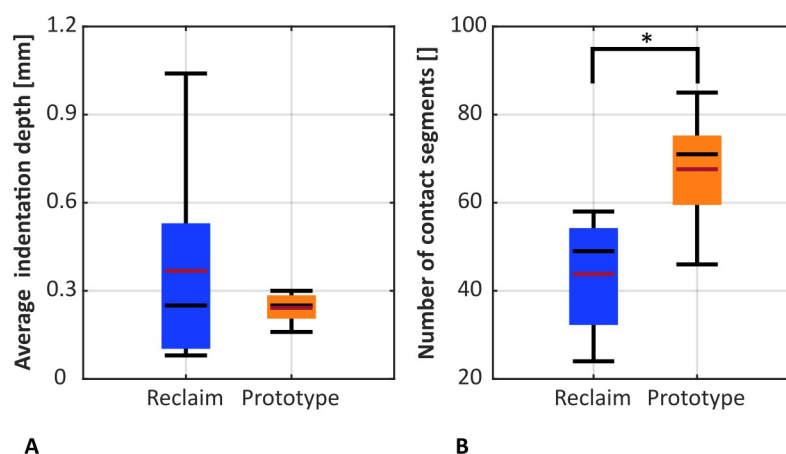 Average indentation depth [mm]
1.2
0.9
0.6
0.3
0
Reclaim Prototype
A
Number of contact segments []
100
80
60
40
20
*
Reclaim Prototype
B